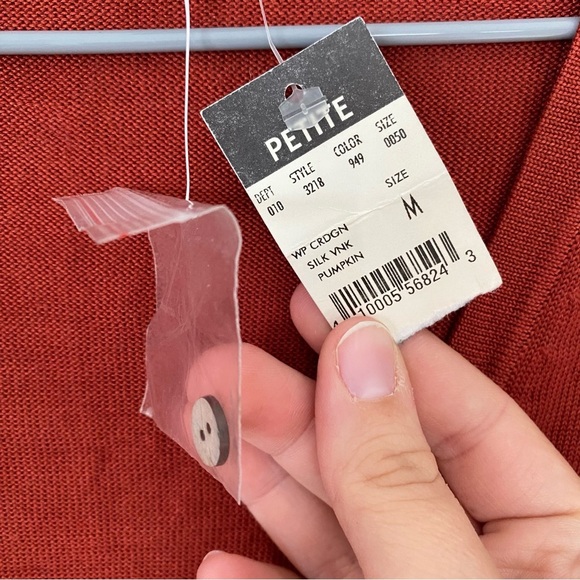 PETITE
DEPT STYLE COLOR SIZE
010 3218 949 0050
SIZE
M
WP CRDGN
SILK VNK
PUMPKIN
10005 56824 3